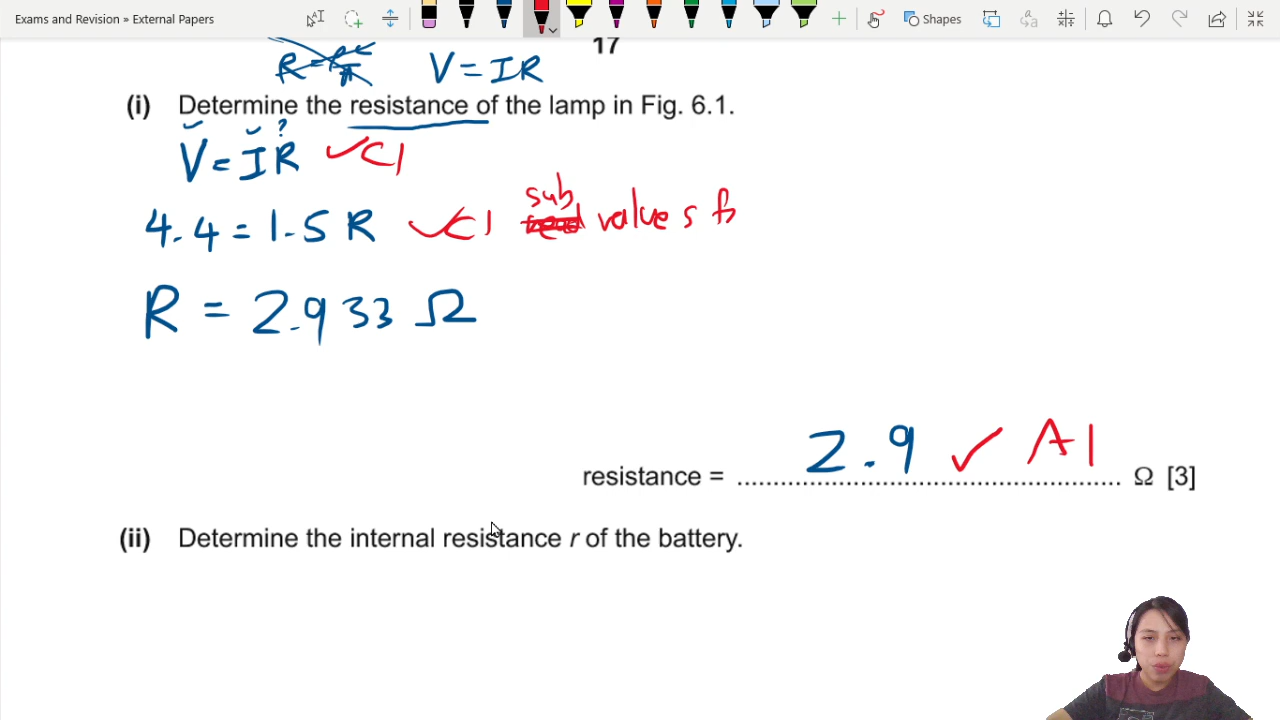 Exams and Revision » External Papers
Shapes
17
V = IR
(i) Determine the resistance of the lamp in Fig. 6.1.
?
V = IR ✓ C1
sub
4.4 = 1.5 R ✓ C1 values
R = 2.933 Ω
2.9 ✓ A1
resistance = ........................................................ Ω [3]
(ii) Determine the internal resistance r of the battery.